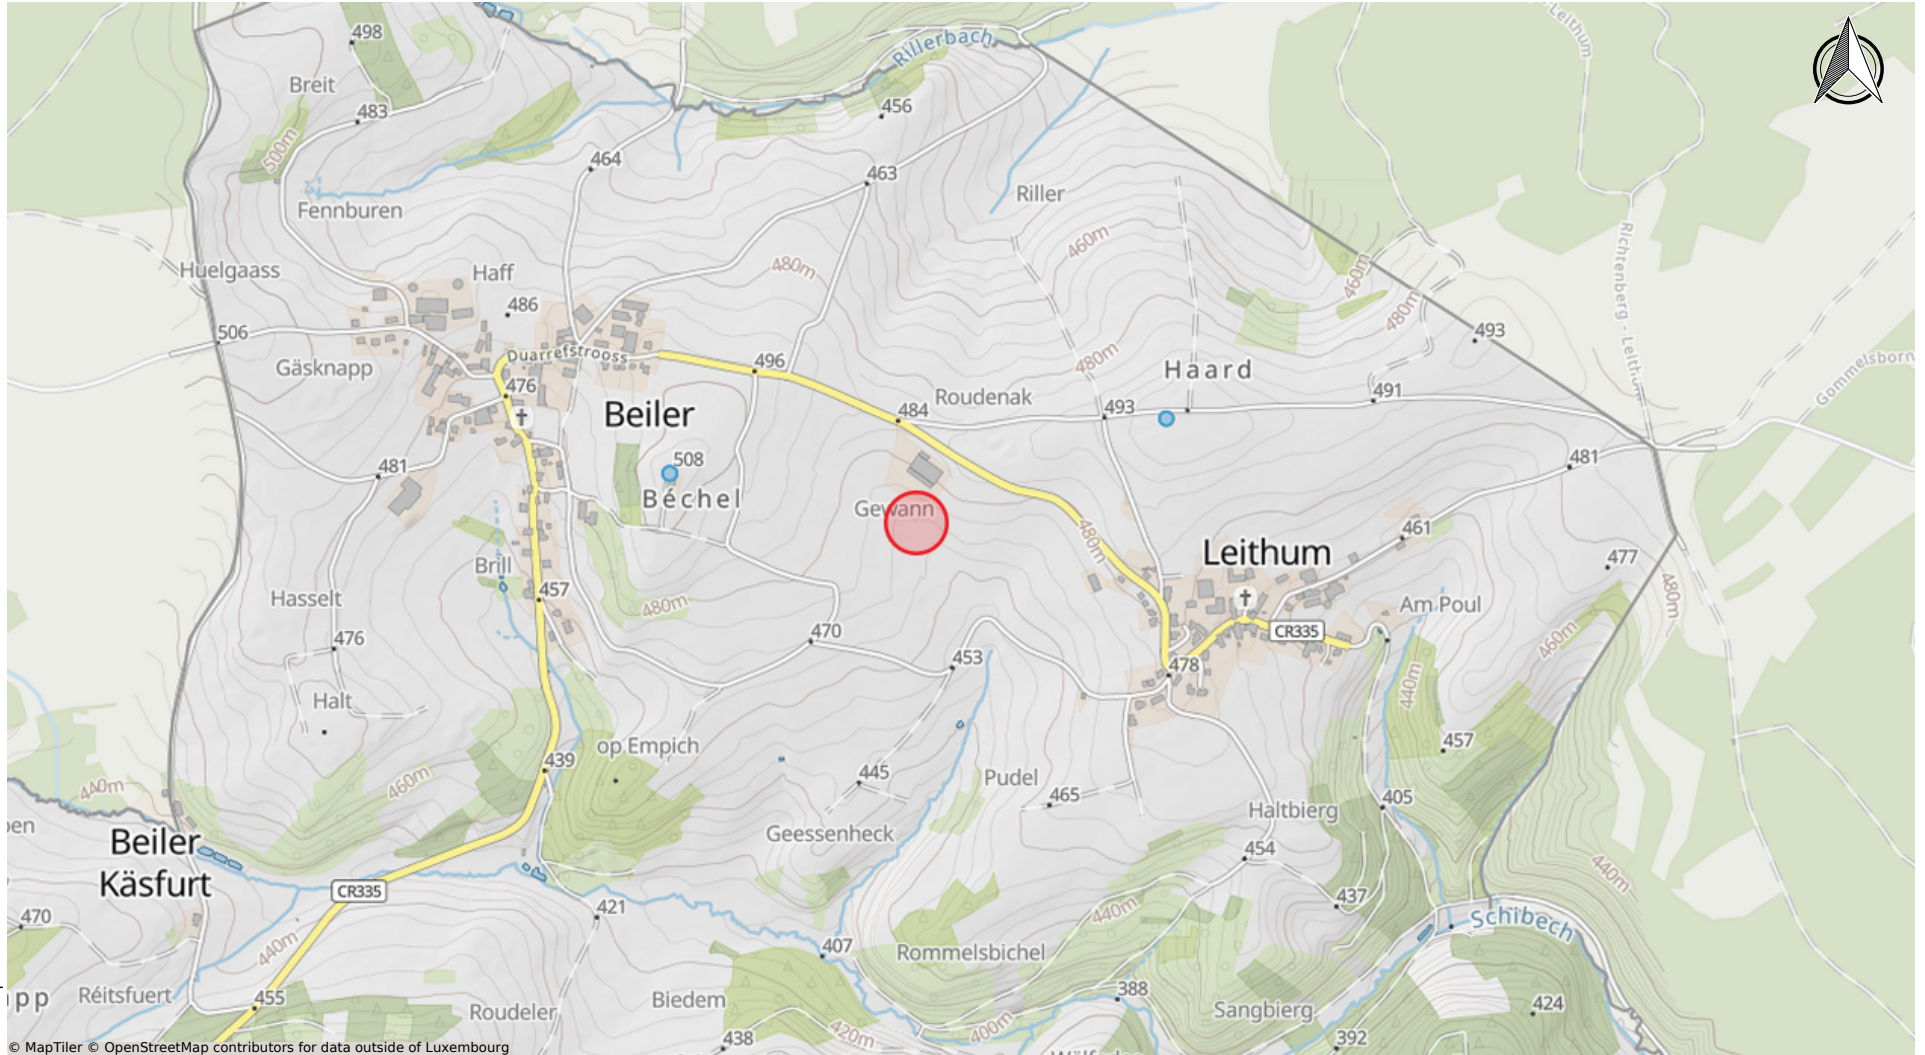 498
Rillerbach
- Leithum
Breit
483
456
500m
464
463
Riller
Fennburen
460m
Richtenberg - Leithum
Huelgaass
Haff
480m
460m
486
480m
506
493
Duarrefstrooss
496
480m
Gommelsborn
Gäsknapp
Haard
476
491
Roudenak
Beiler
484
493
481
508
481
Béchel
Gewann
461
480m
Leithum
477
Brill
457
480m
Hasselt
480m
Am Poul
476
470
CR335
460m
453
478
440m
Halt
op Empich
457
439
445
Pudel
440m
460m
465
405
Haltbierg
Geessenheck
Beiler
Käsfurt
454
440m
CR335
437
470
421
440m
Schibech
407
440m
Rommelsbichel
Réitsfuert
455
Biedem
388
424
Roudeler
Sangbierg
420m
400m
438
392
© MapTiler © OpenStreetMap contributors for data outside of Luxembourg